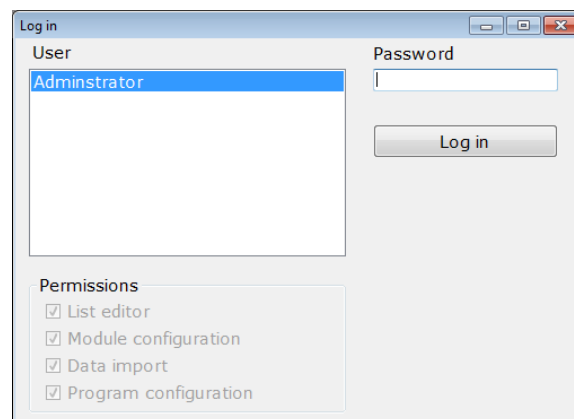 Log in
User
Password
Adminstrator
Log in
Permissions
List editor
Module configuration
Data import
Program configuration